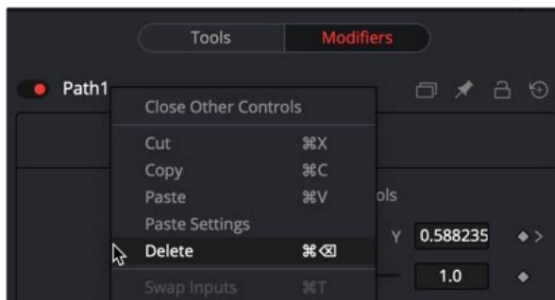 Tools Modifiers
Path1
Close Other Controls
Cut ⌘X
Copy ⌘C
Paste ⌘V
ols
Paste Settings
Y 0.588235
Delete ⌘⌫
1.0
Swap Inputs ⌘T